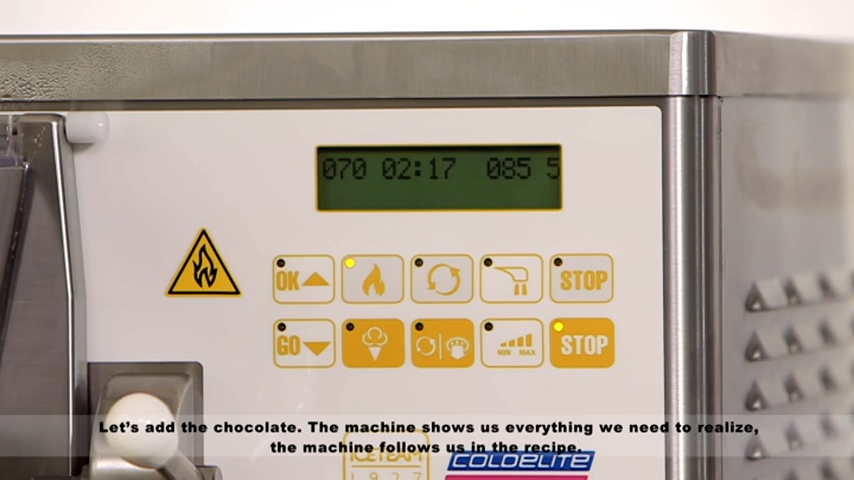 070 02:17 085 5
OK STOP
GO MIN MAX STOP
Let's add the chocolate. The machine shows us everything we need to realize,
the machine follows us in the recipe.
ICETEAM
1927
COLDELITE